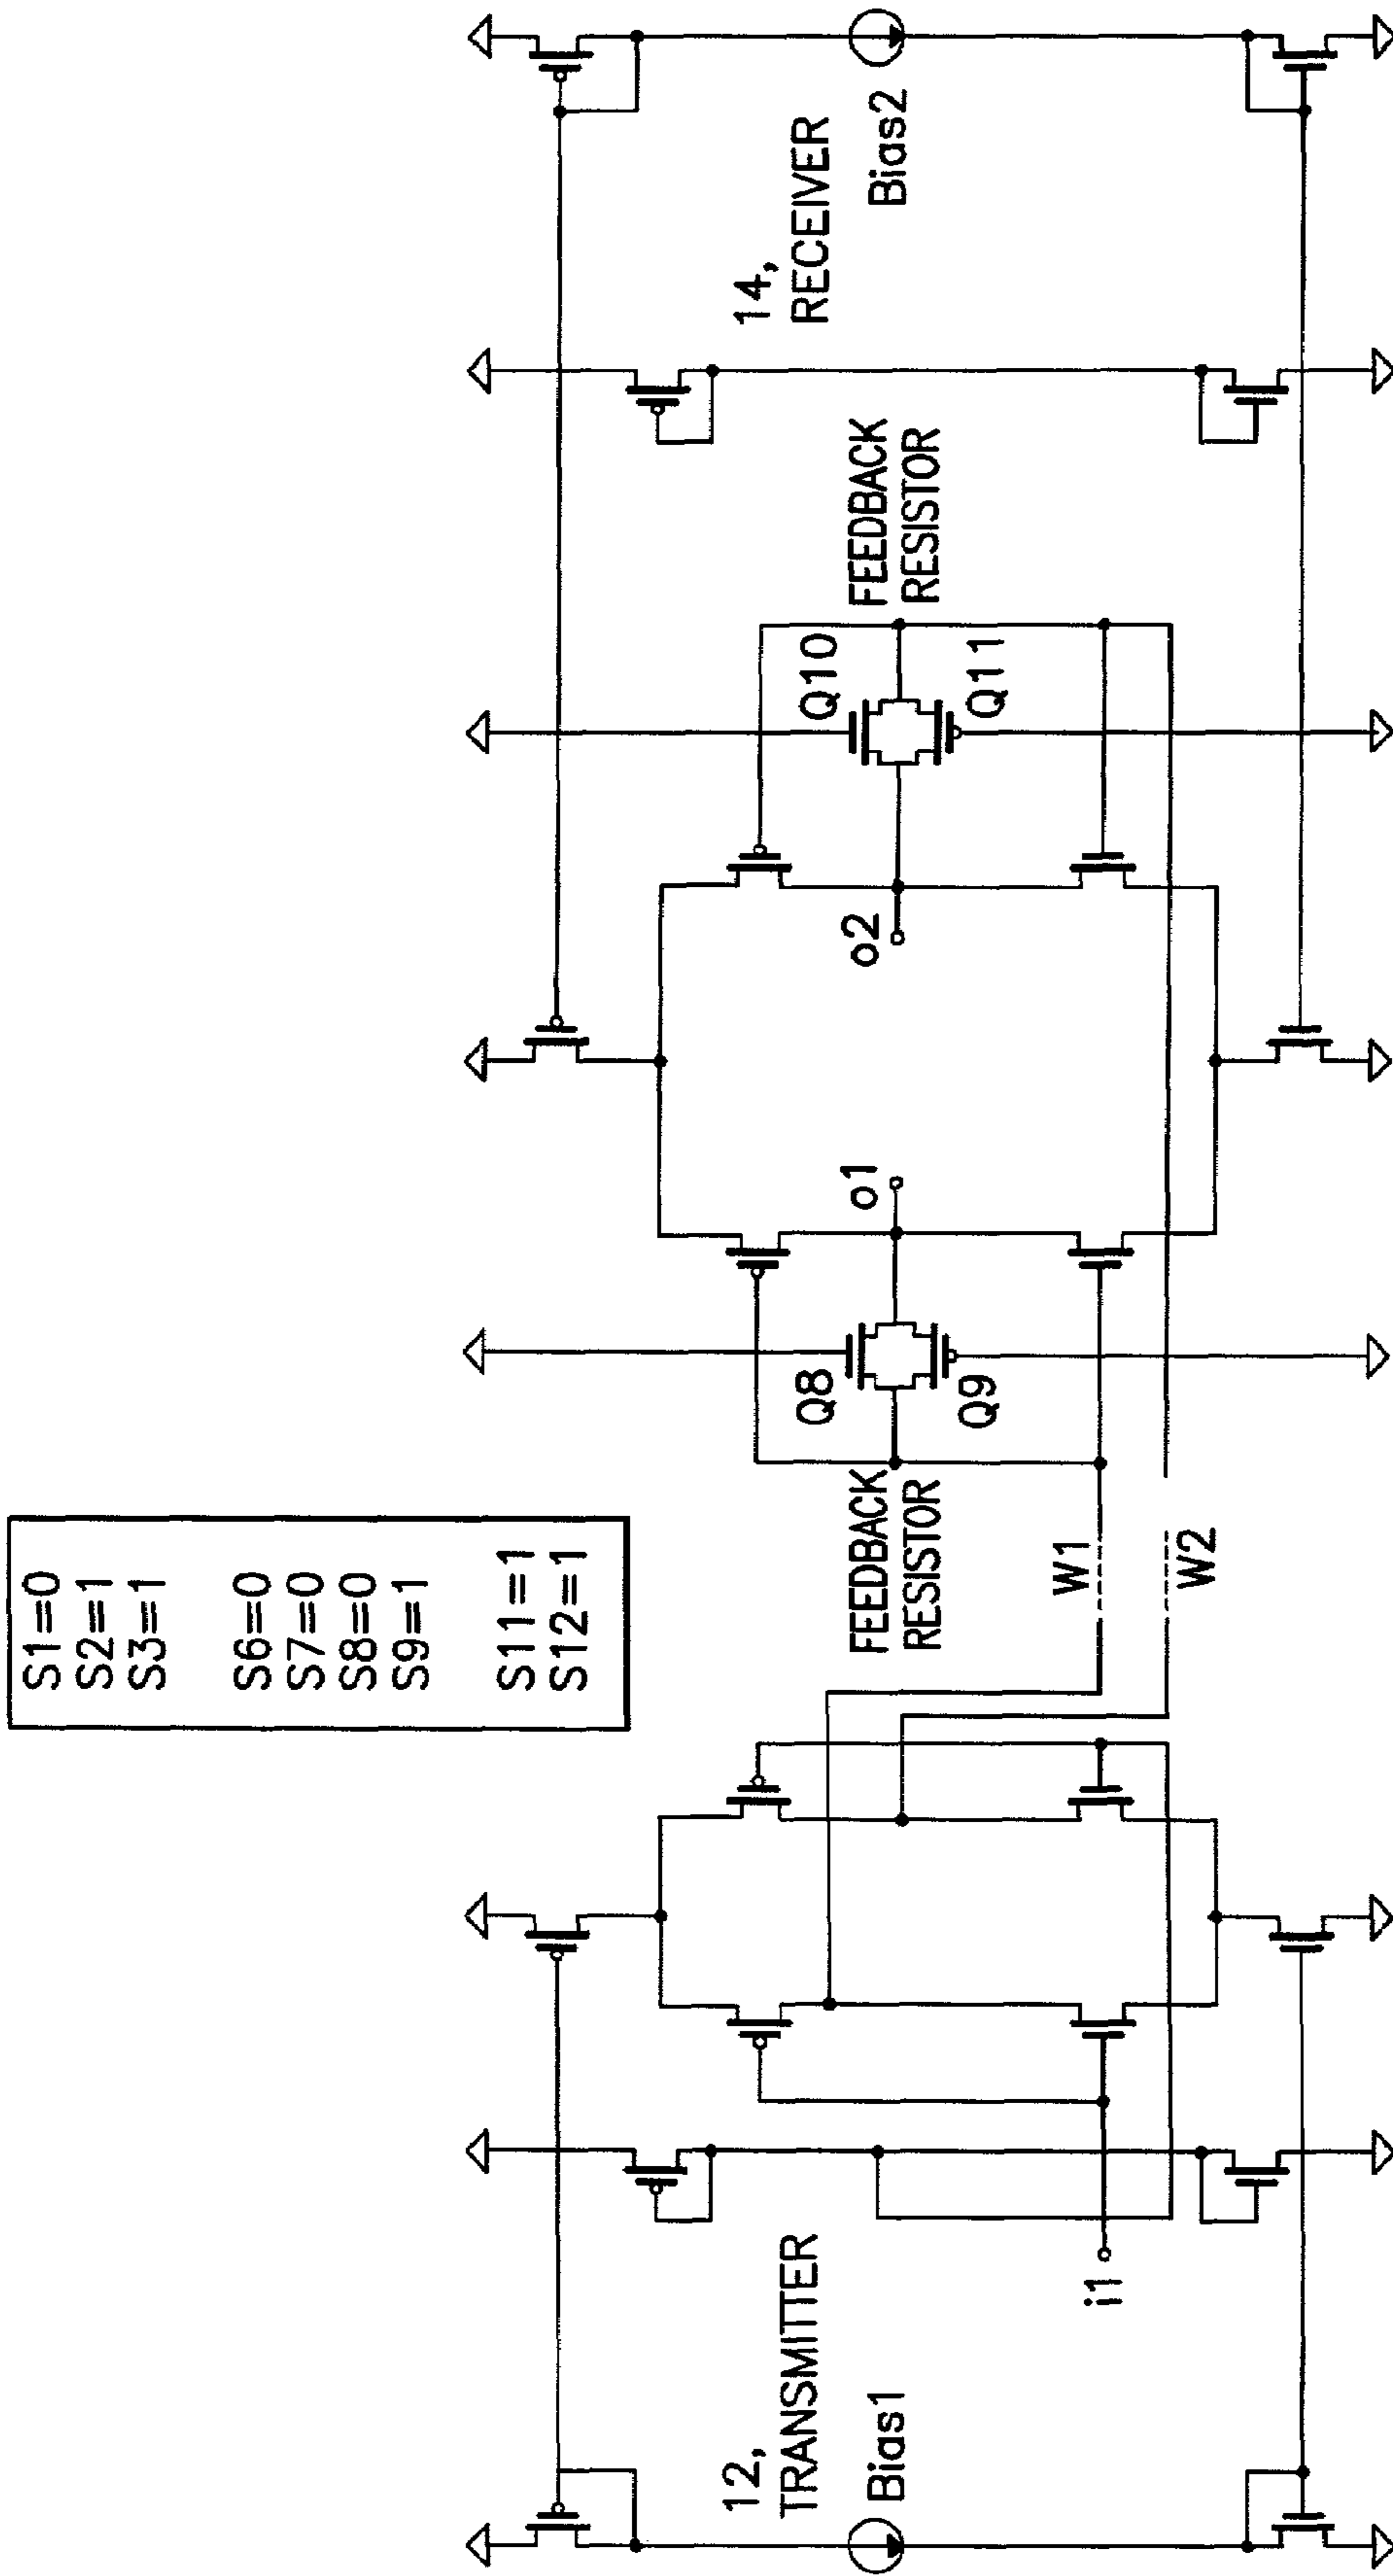 S1=0
S2=1
S3=1
S6=0
S7=0
S8=0
S9=1
S11=1
S12=1
12,
TRANSMITTER
Bias1
i1
W1
W2
FEEDBACK
RESISTOR
Q8
Q9
o1
o2
Q10
Q11
FEEDBACK
RESISTOR
14,
RECEIVER
Bias2